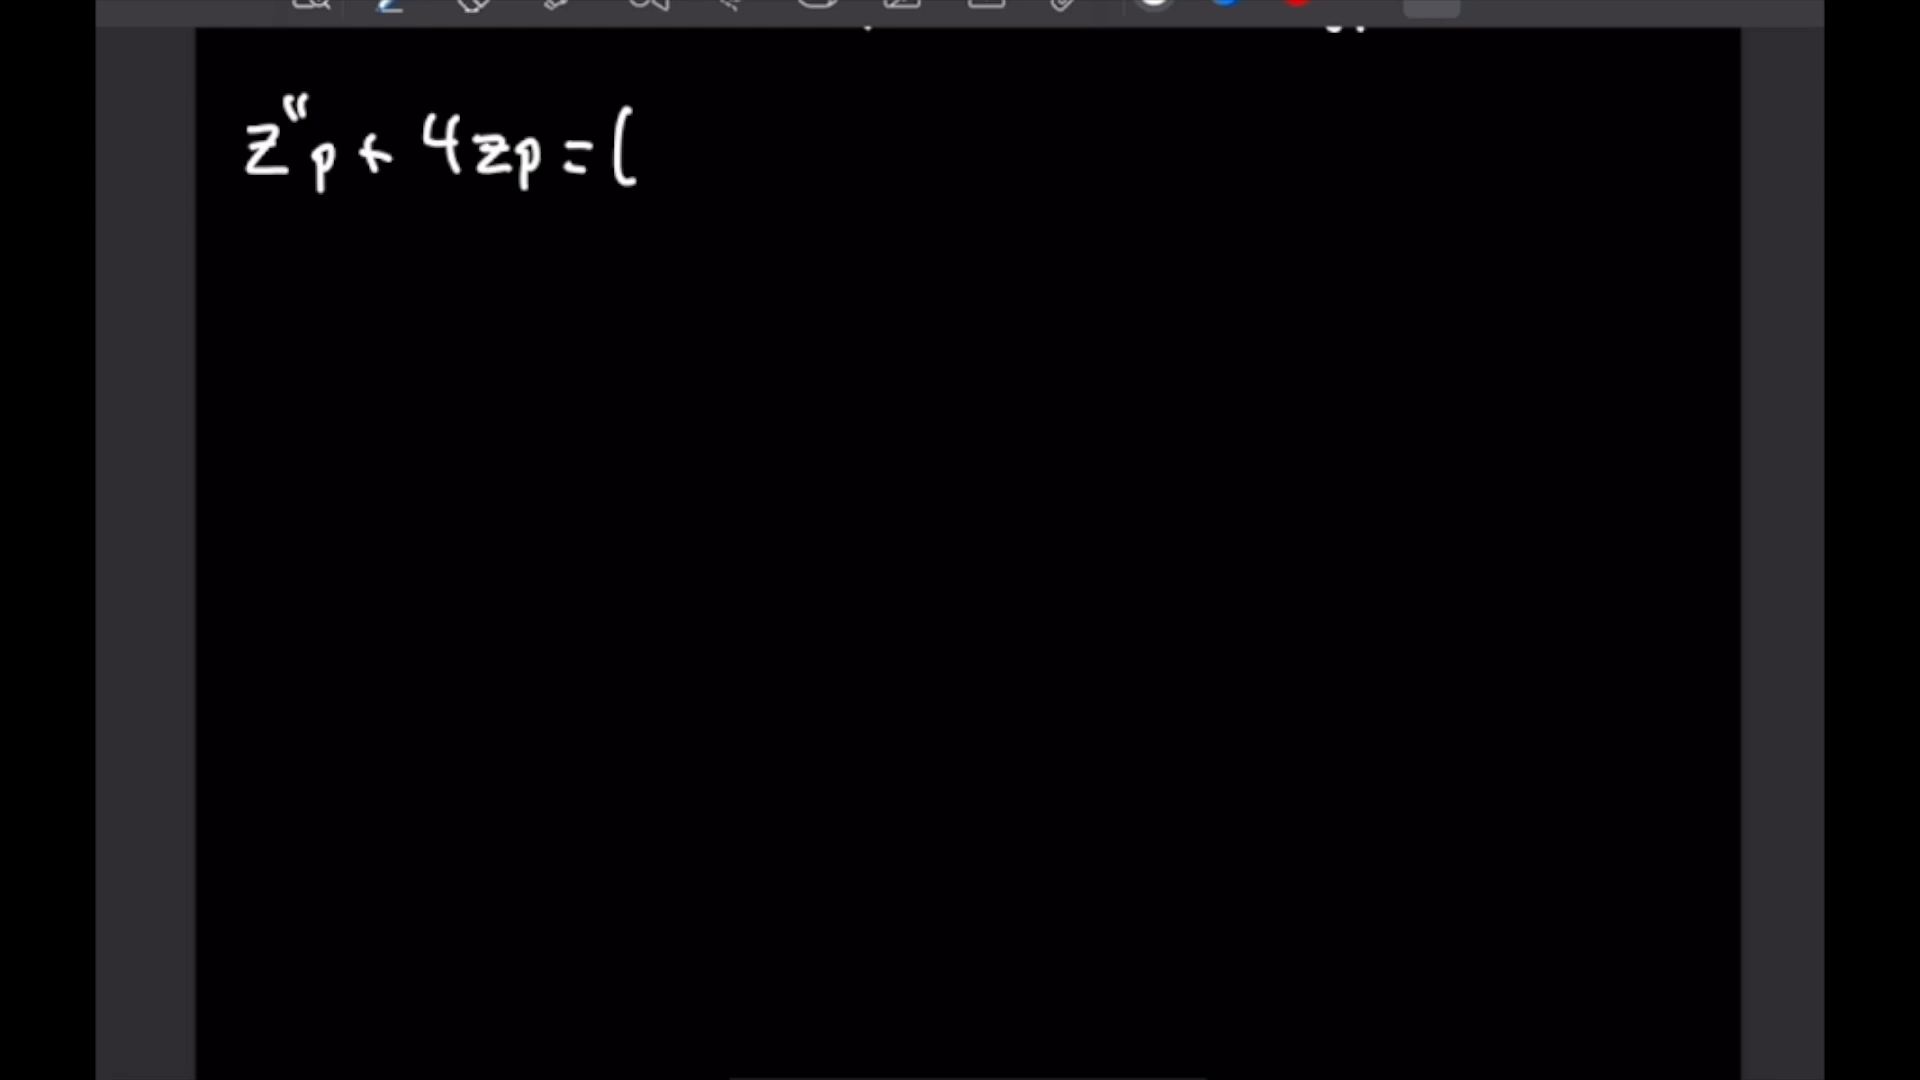 z"p + 4zp = (